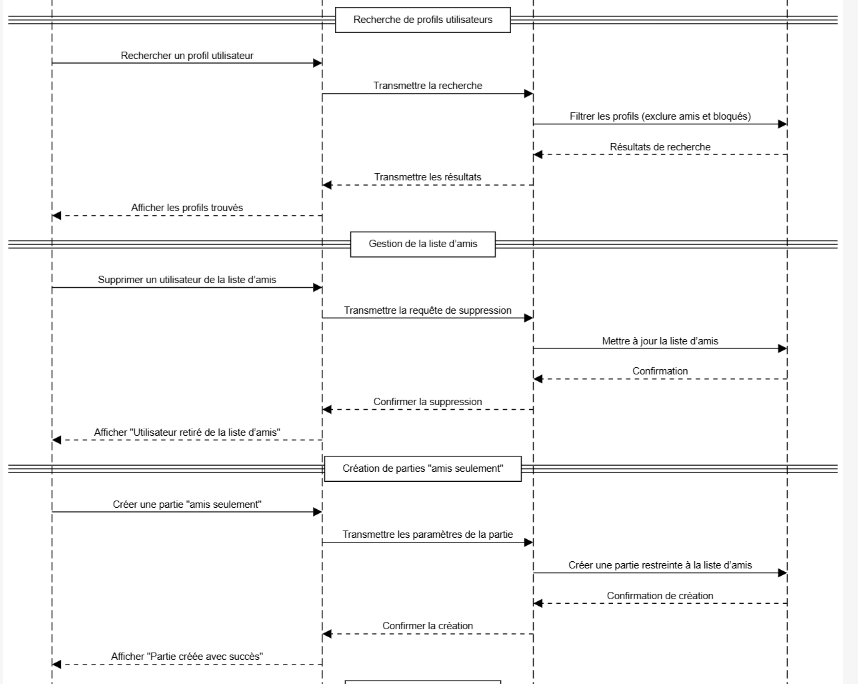 Recherche de profils utilisateurs
Rechercher un profil utilisateur
Transmettre la recherche
Filtrer les profils (exclure amis et bloqués)
Résultats de recherche
Transmettre les résultats
Afficher les profils trouvés
Gestion de la liste d'amis
Supprimer un utilisateur de la liste d'amis
Transmettre la requête de suppression
Mettre à jour la liste d'amis
Confirmation
Confirmer la suppression
Afficher "Utilisateur retiré de la liste d'amis"
Création de parties "amis seulement"
Créer une partie "amis seulement"
Transmettre les paramètres de la partie
Créer une partie restreinte à la liste d'amis
Confirmation de création
Confirmer la création
Afficher "Partie créée avec succès"